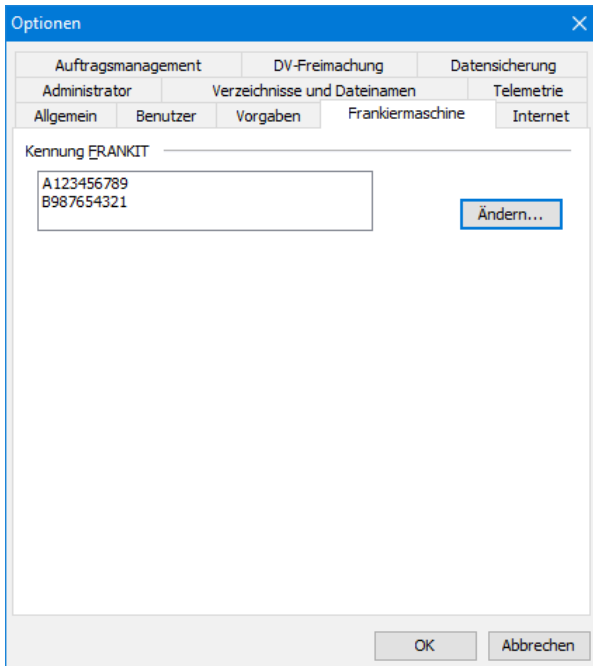 Optionen
Auftragsmanagement DV-Freimachung Datensicherung
Administrator Verzeichnisse und Dateinamen Telemetrie
Allgemein Benutzer Vorgaben Frankiermaschine Internet
Kennung FRANKIT
A123456789
B987654321
Ändern...
OK Abbrechen